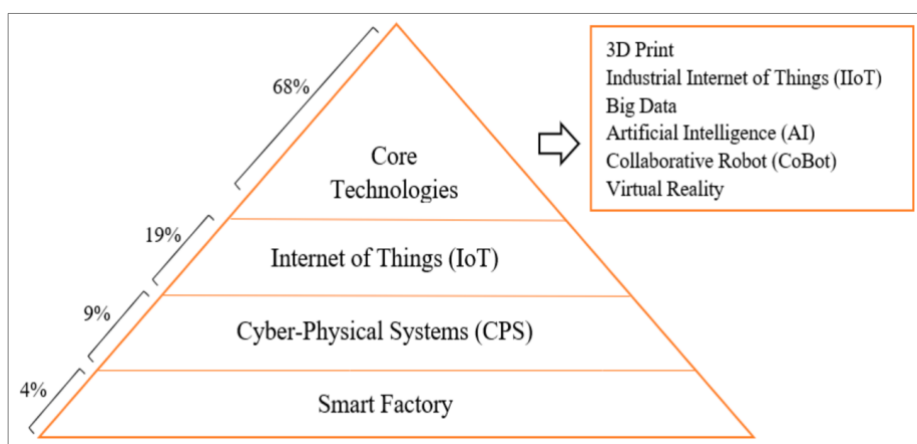 68%
19%
9%
4%
Core
Technologies
Internet of Things (IoT)
Cyber-Physical Systems (CPS)
Smart Factory
3D Print
Industrial Internet of Things (IIoT)
Big Data
Artificial Intelligence (AI)
Collaborative Robot (CoBot)
Virtual Reality